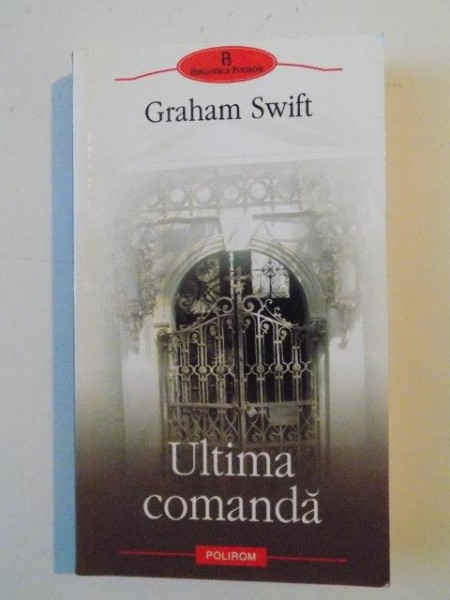 BIBLIOTECA POLIROM
Graham Swift
Ultima
comandă
POLIROM